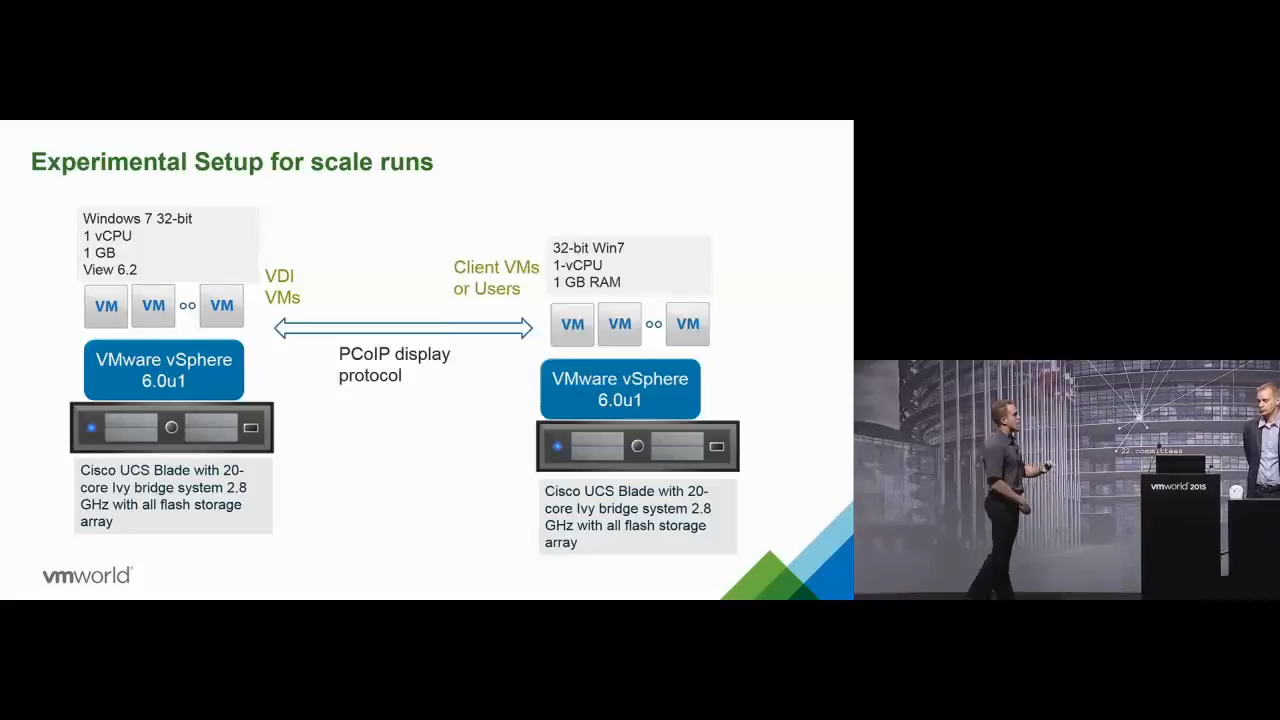 Experimental Setup for scale runs
Windows 7 32-bit
1 vCPU
1 GB
View 6.2
VDI
VMs
VM
VM
VM
VMware vSphere
6.0u1
Cisco UCS Blade with 20-
core Ivy bridge system 2.8
GHz with all flash storage
array
PCoIP display
protocol
Client VMs
or Users
32-bit Win7
1-vCPU
1 GB RAM
VM
VM
VM
VMware vSphere
6.0u1
Cisco UCS Blade with 20-
core Ivy bridge system 2.8
GHz with all flash storage
array
vmworld
22 committees
vmworld 2015